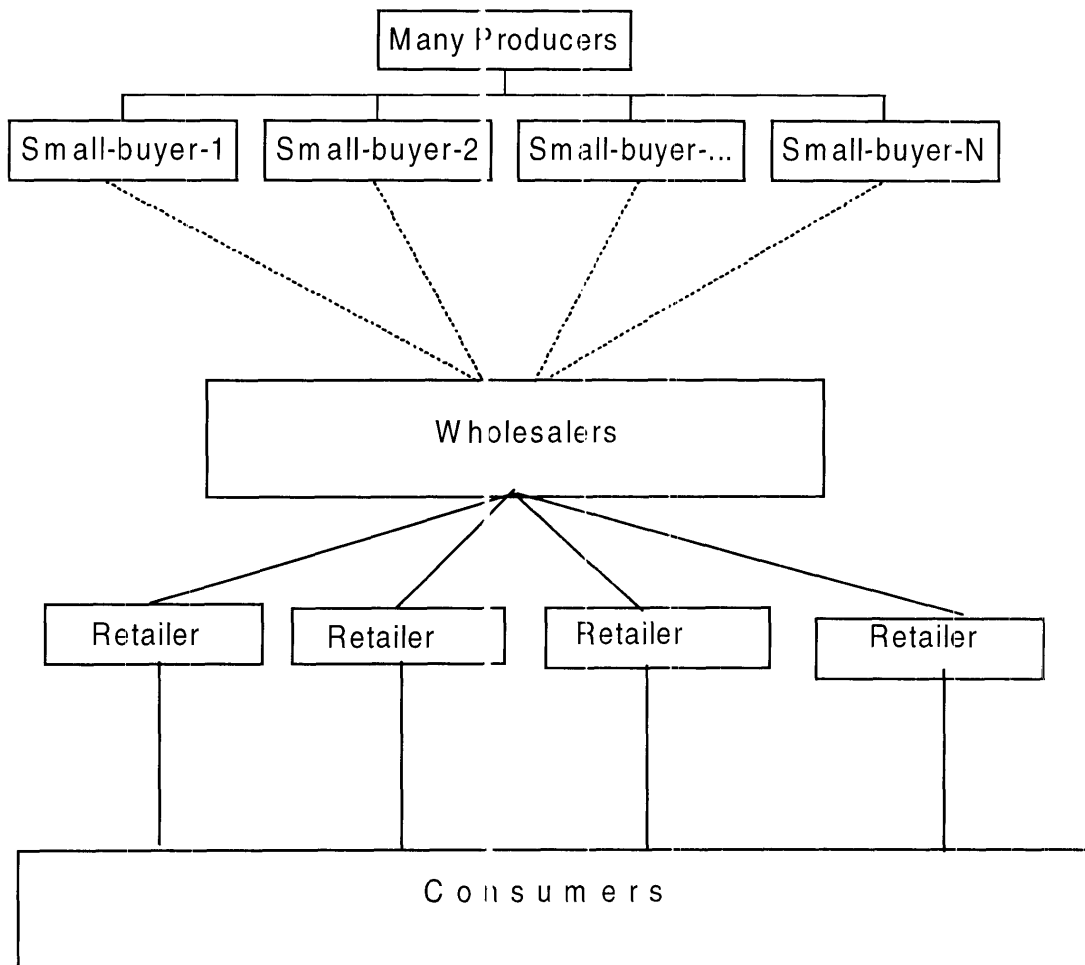 Many Producers
Small-buyer-1 Small-buyer-2 Small-buyer-... Small-buyer-N
Wholesalers
Retailer Retailer Retailer Retailer
Consumers